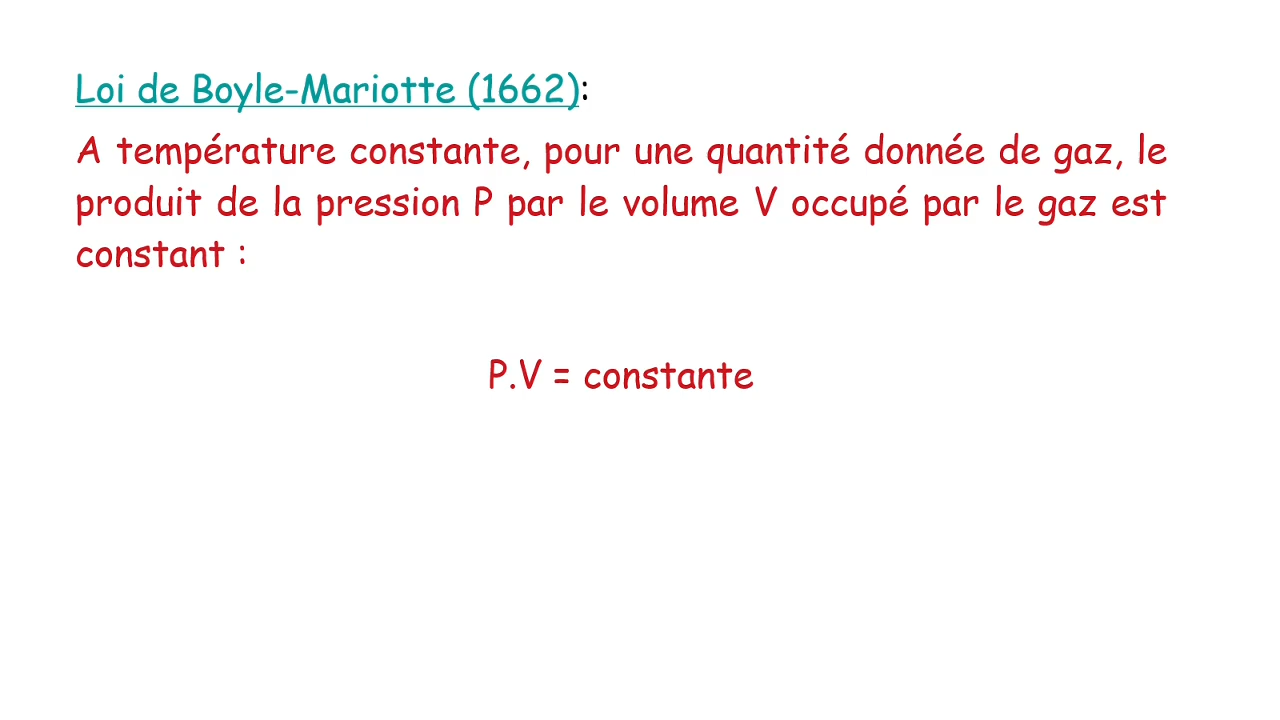 Loi de Boyle-Mariotte (1662):
A température constante, pour une quantité donnée de gaz, le
produit de la pression P par le volume V occupé par le gaz est
constant :
P.V = constante